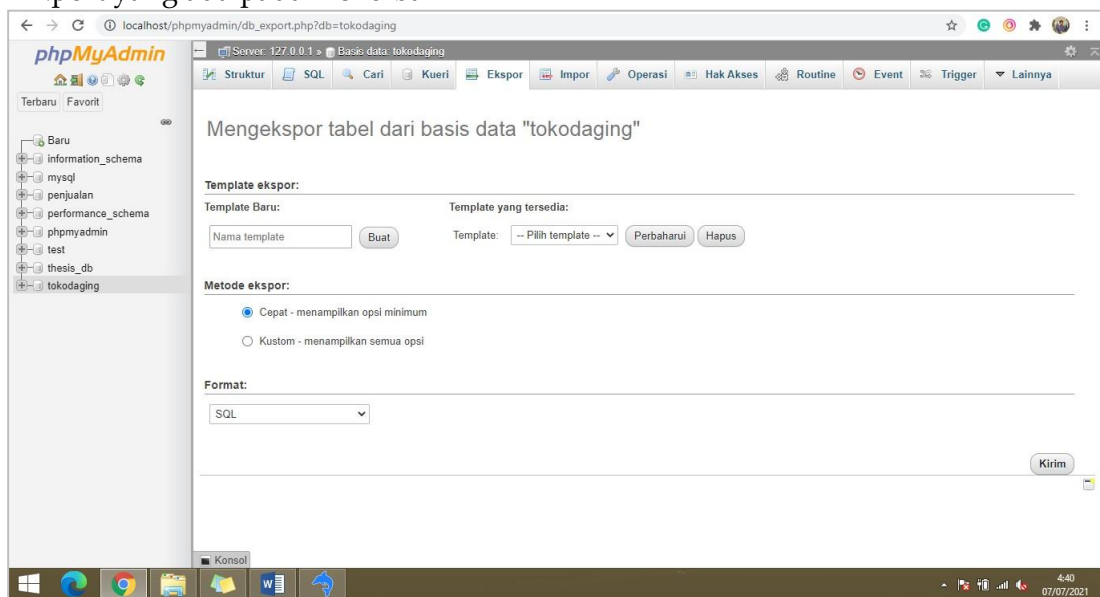 localhost/phpmyadmin/db_export.php?db=tokodaging
phpMyAdmin
Server: 127.0.0.1 » Basis data: tokodaging
Struktur SQL Cari Kueri Ekspor Impor Operasi Hak Akses Routine Event Trigger Lainnya
Terbaru Favorit
Baru
information_schema
mysql
penjualan
performance_schema
phpmyadmin
test
thesis_db
tokodaging
Mengekspor tabel dari basis data "tokodaging"
Template ekspor:
Template Baru: Template yang tersedia:
Nama template Buat Template: -- Pilih template -- Perbaharui Hapus
Metode ekspor:
Cepat - menampilkan opsi minimum
Kustom - menampilkan semua opsi
Format:
SQL
Kirim
Konsol
4:40
07/07/2021